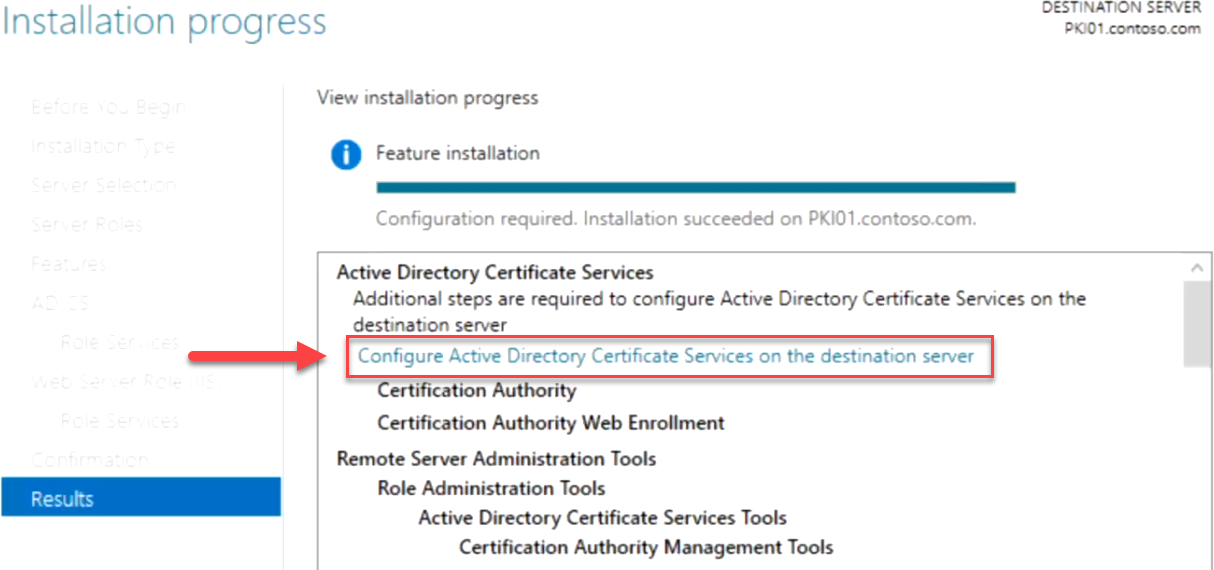 Installation progress
DESTINATION SERVER
PKI01.contoso.com
Before You Begin
Installation Type
Server Selection
Server Roles
Features
AD CS
Role Services
Web Server Role (IIS)
Role Services
Confirmation
Results
View installation progress
Feature installation
Configuration required. Installation succeeded on PKI01.contoso.com.
Active Directory Certificate Services
Additional steps are required to configure Active Directory Certificate Services on the
destination server
Configure Active Directory Certificate Services on the destination server
Certification Authority
Certification Authority Web Enrollment
Remote Server Administration Tools
Role Administration Tools
Active Directory Certificate Services Tools
Certification Authority Management Tools